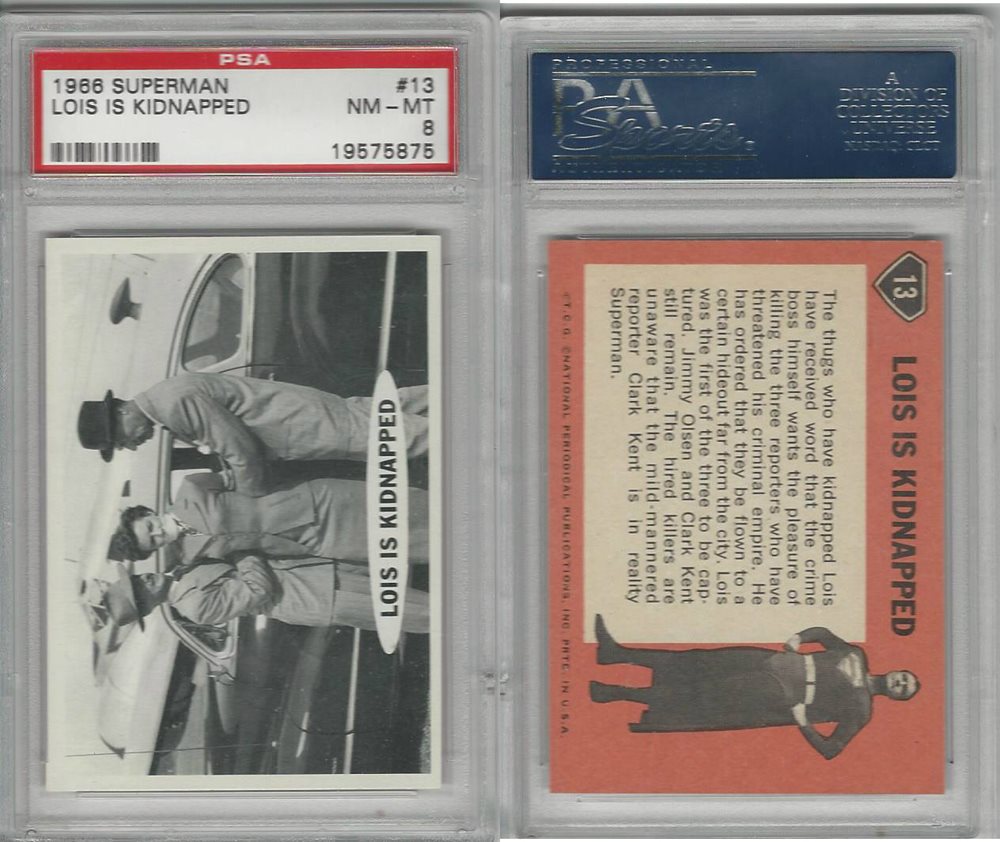 PSA
1966 SUPERMAN #13
LOIS IS KIDNAPPED NM – MT
8
19575875
LOIS IS KIDNAPPED
PROFESSIONAL
PSA
Sports
A
DIVISION OF
COLLECTORS
UNIVERSE
NASDAQ: CLCT
13
LOIS IS KIDNAPPED
The thugs who have kidnapped Lois
have received word that the crime
boss himself wants the pleasure of
killing the three reporters who have
threatened his criminal empire. He
has ordered that they be flown to a
certain hideout far from the city. Lois
was the first of the three to be cap-
tured. Jimmy Olsen and Clark Kent
still remain. The hired killers are
unaware that the mild-mannered
reporter Clark Kent is in reality
Superman.
©T.C.G. ©NATIONAL PERIODICAL PUBLICATIONS, INC. PRTD. IN U.S.A.